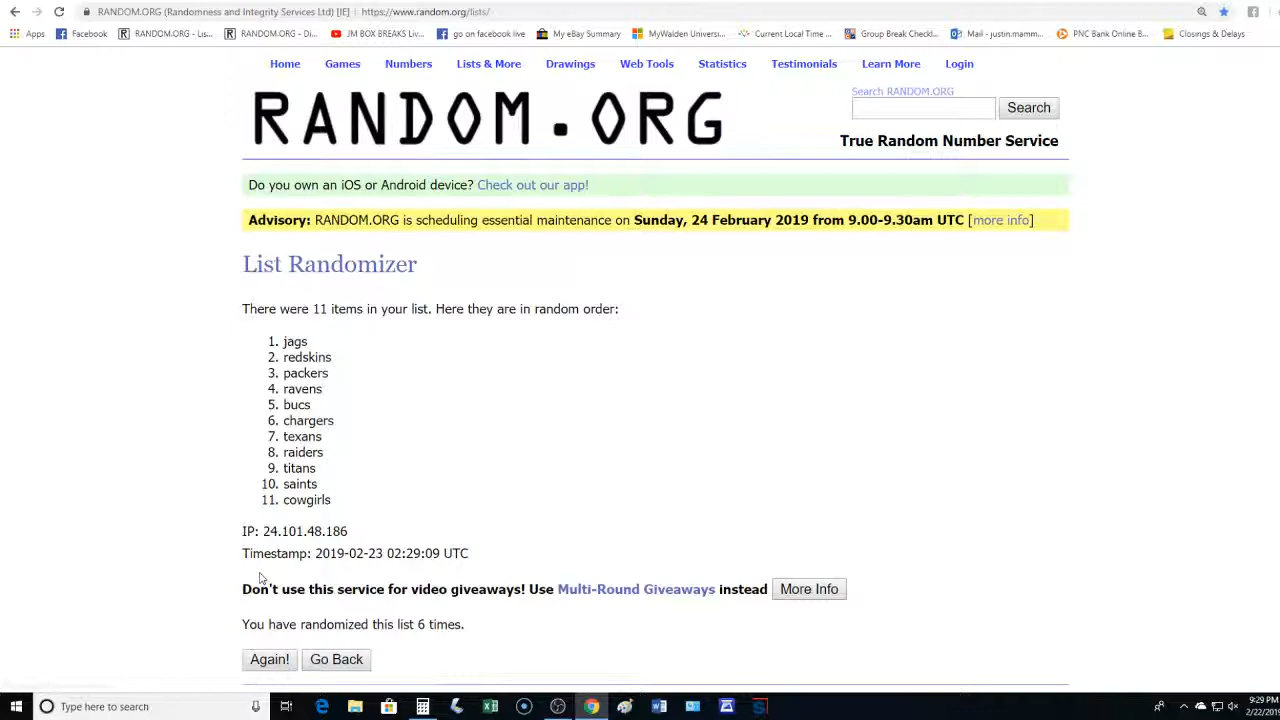 RANDOM.ORG (Randomness and Integrity Services Ltd) [IE] | https://www.random.org/lists/
Apps Facebook RANDOM.ORG - Lis... RANDOM.ORG - Di... JM BOX BREAKS Liv... go on facebook live My eBay Summary MyWalden Univers... Current Local Time ... Group Break Checkl... Mail - justin.mamm... PNC Bank Online B... Closings & Delays
Home Games Numbers Lists & More Drawings Web Tools Statistics Testimonials Learn More Login
RANDOM.ORG
Search RANDOM.ORG
Search
True Random Number Service
Do you own an iOS or Android device? Check out our app!
Advisory: RANDOM.ORG is scheduling essential maintenance on Sunday, 24 February 2019 from 9.00-9.30am UTC [more info]
List Randomizer
There were 11 items in your list. Here they are in random order:
1. jags
2. redskins
3. packers
4. ravens
5. bucs
6. chargers
7. texans
8. raiders
9. titans
10. saints
11. cowgirls
IP: 24.101.48.186
Timestamp: 2019-02-23 02:29:09 UTC
Don't use this service for video giveaways! Use Multi-Round Giveaways instead More Info
You have randomized this list 6 times.
Again! Go Back
Type here to search
9:29 PM
2/22/2019